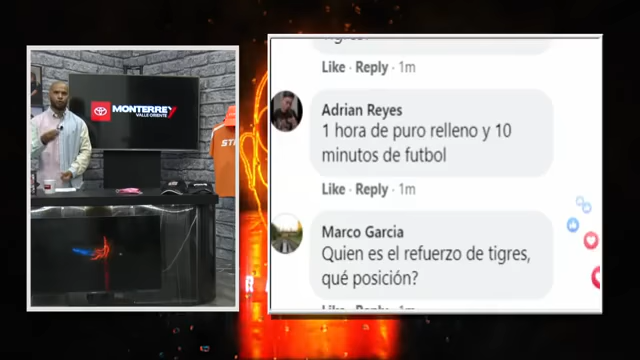 MONTERREY
VALLE ORIENTE
Like · Reply · 1m
Adrian Reyes
1 hora de puro relleno y 10
minutos de futbol
Like · Reply · 1m
Marco Garcia
Quien es el refuerzo de tigres,
qué posición?